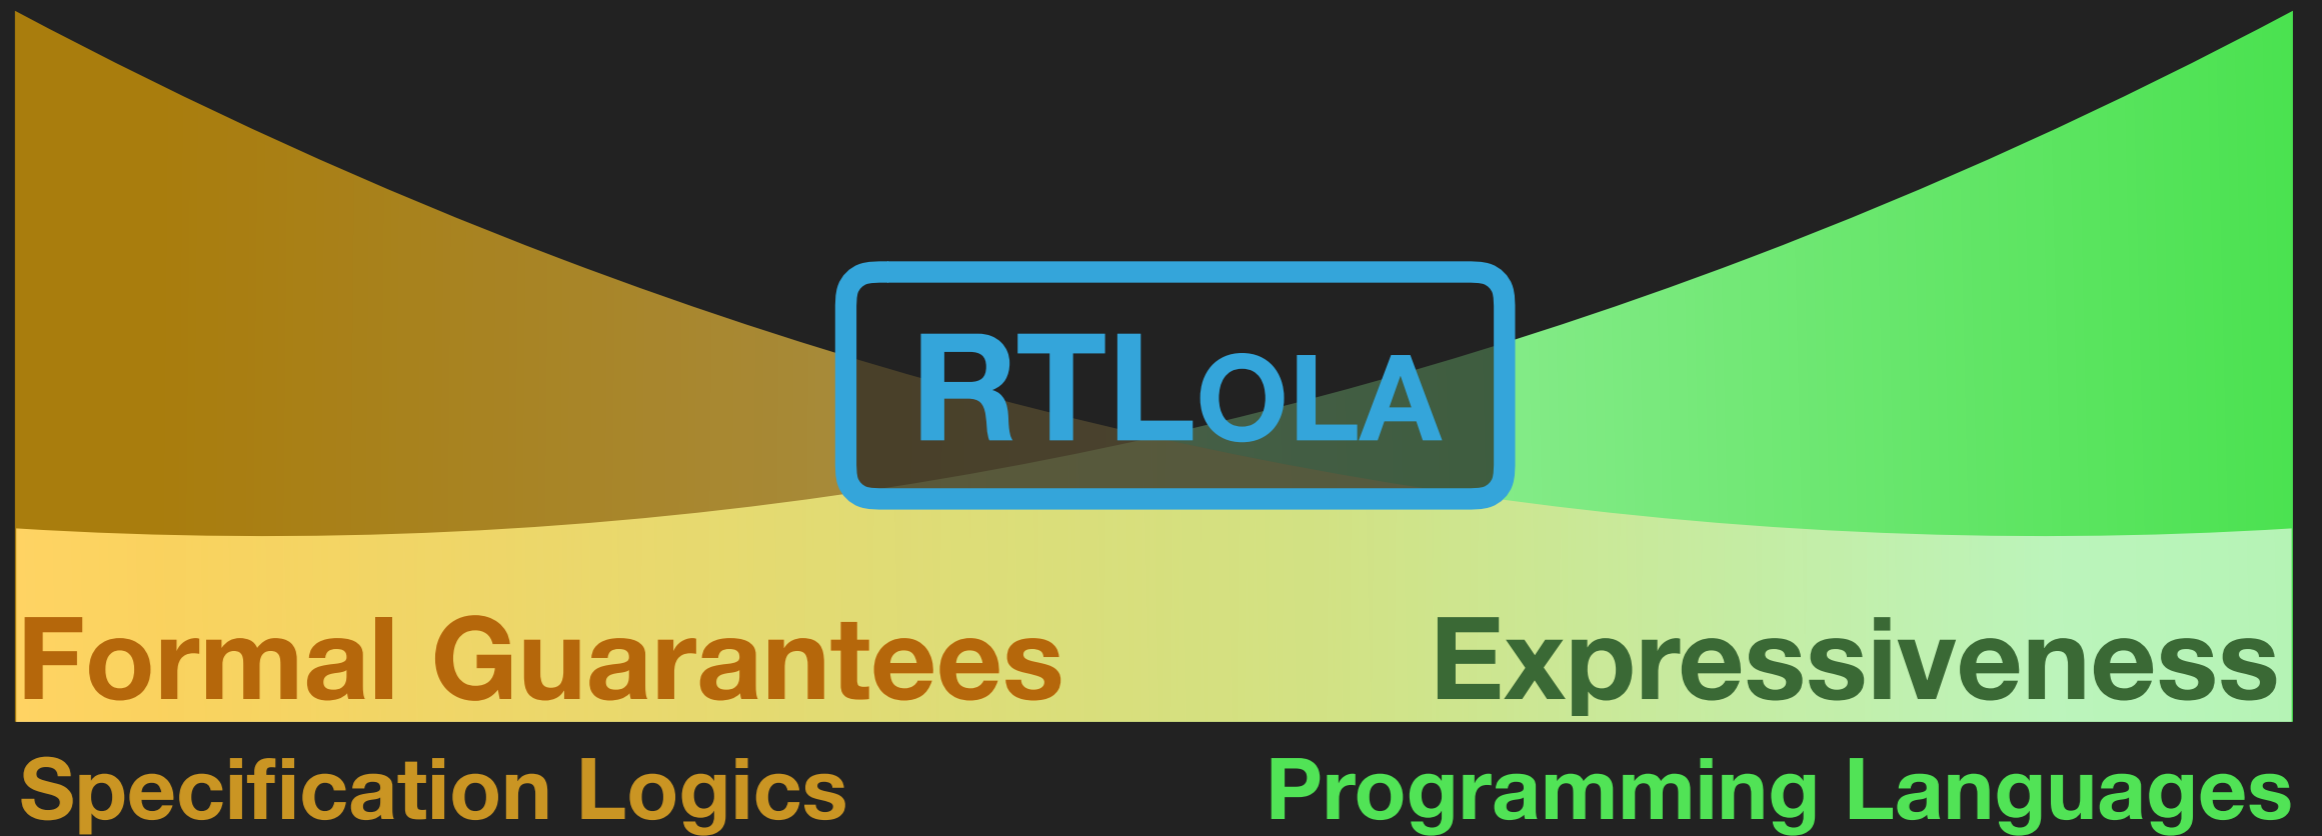 RTLOLA
Formal Guarantees Expressiveness
Specification Logics Programming Languages